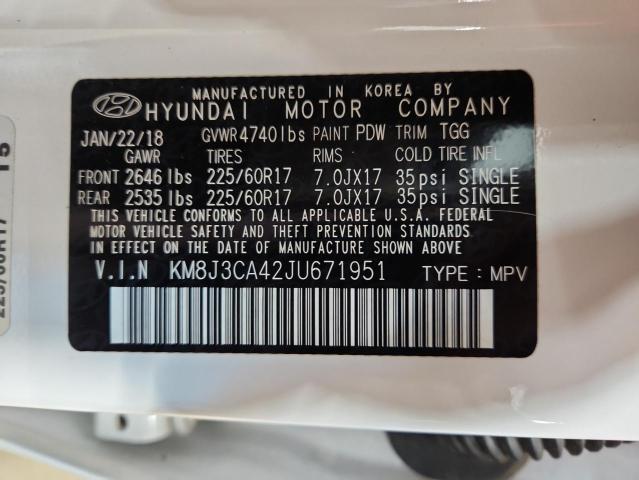 MANUFACTURED IN KOREA BY
HYUNDAI MOTOR COMPANY
JAN/22/18 GVWR 4740 lbs PAINT PDW TRIM TGG
GAWR TIRES RIMS COLD TIRE INFL
FRONT 2646 lbs 225/60R17 7.0JX17 35psi SINGLE
REAR 2535 lbs 225/60R17 7.0JX17 35psi SINGLE
THIS VEHICLE CONFORMS TO ALL APPLICABLE U.S.A. FEDERAL
MOTOR VEHICLE SAFETY AND THEFT PREVENTION STANDARDS
IN EFFECT ON THE DATE OF MANUFACTURE SHOWN ABOVE.
V.I.N KM8J3CA42JU671951 TYPE: MPV